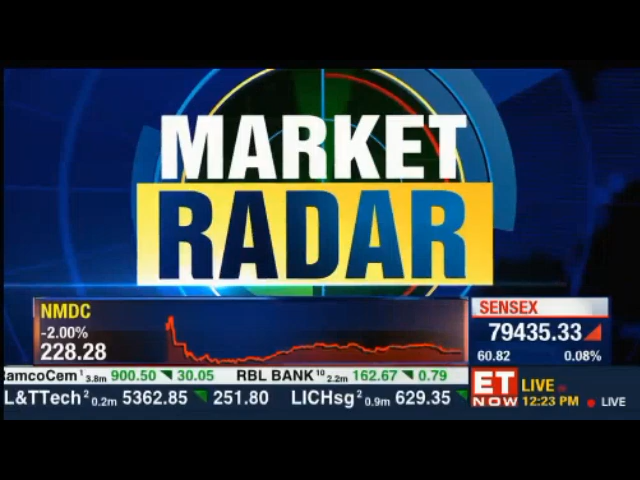 MARKET
RADAR
NMDC
-2.00%
228.28
SENSEX
79435.33
60.82 0.08%
amcoCem 1 3.8m 900.50 30.05 RBL BANK 10 2.2m 162.67 0.79
L&TTech 2 0.2m 5362.85 251.80 LICHsg 2 0.9m 629.35
ET
NOW
LIVE
12:23 PM
LIVE